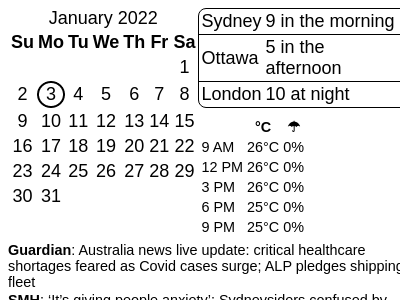 January 2022
Su Mo Tu We Th Fr Sa
1
2 3 4 5 6 7 8
9 10 11 12 13 14 15
16 17 18 19 20 21 22
23 24 25 26 27 28 29
30 31
Sydney 9 in the morning
Ottawa 5 in the
afternoon
London 10 at night
°C ☂
9 AM 26°C 0%
12 PM 26°C 0%
3 PM 26°C 0%
6 PM 25°C 0%
9 PM 25°C 0%
Guardian: Australia news live update: critical healthcare
shortages feared as Covid cases surge; ALP pledges shipping
fleet
SMH: ‘It’s giving people anxiety’: Sydneysiders confused by